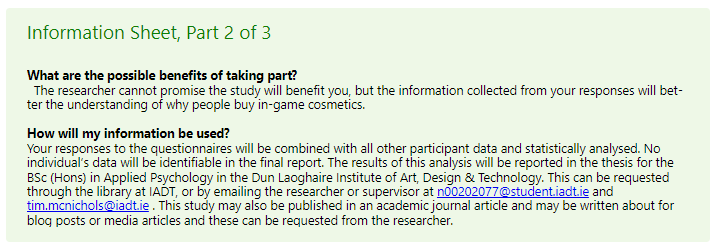 Information Sheet, Part 2 of 3
What are the possible benefits of taking part?
The researcher cannot promise the study will benefit you, but the information collected from your responses will bet-
ter the understanding of why people buy in-game cosmetics.
How will my information be used?
Your responses to the questionnaires will be combined with all other participant data and statistically analysed. No
individual's data will be identifiable in the final report. The results of this analysis will be reported in the thesis for the
BSc (Hons) in Applied Psychology in the Dun Laoghaire Institute of Art, Design & Technology. This can be requested
through the library at IADT, or by emailing the researcher or supervisor at n00202077@student.iadt.ie and
tim.mcnichols@iadt.ie . This study may also be published in an academic journal article and may be written about for
blog posts or media articles and these can be requested from the researcher.